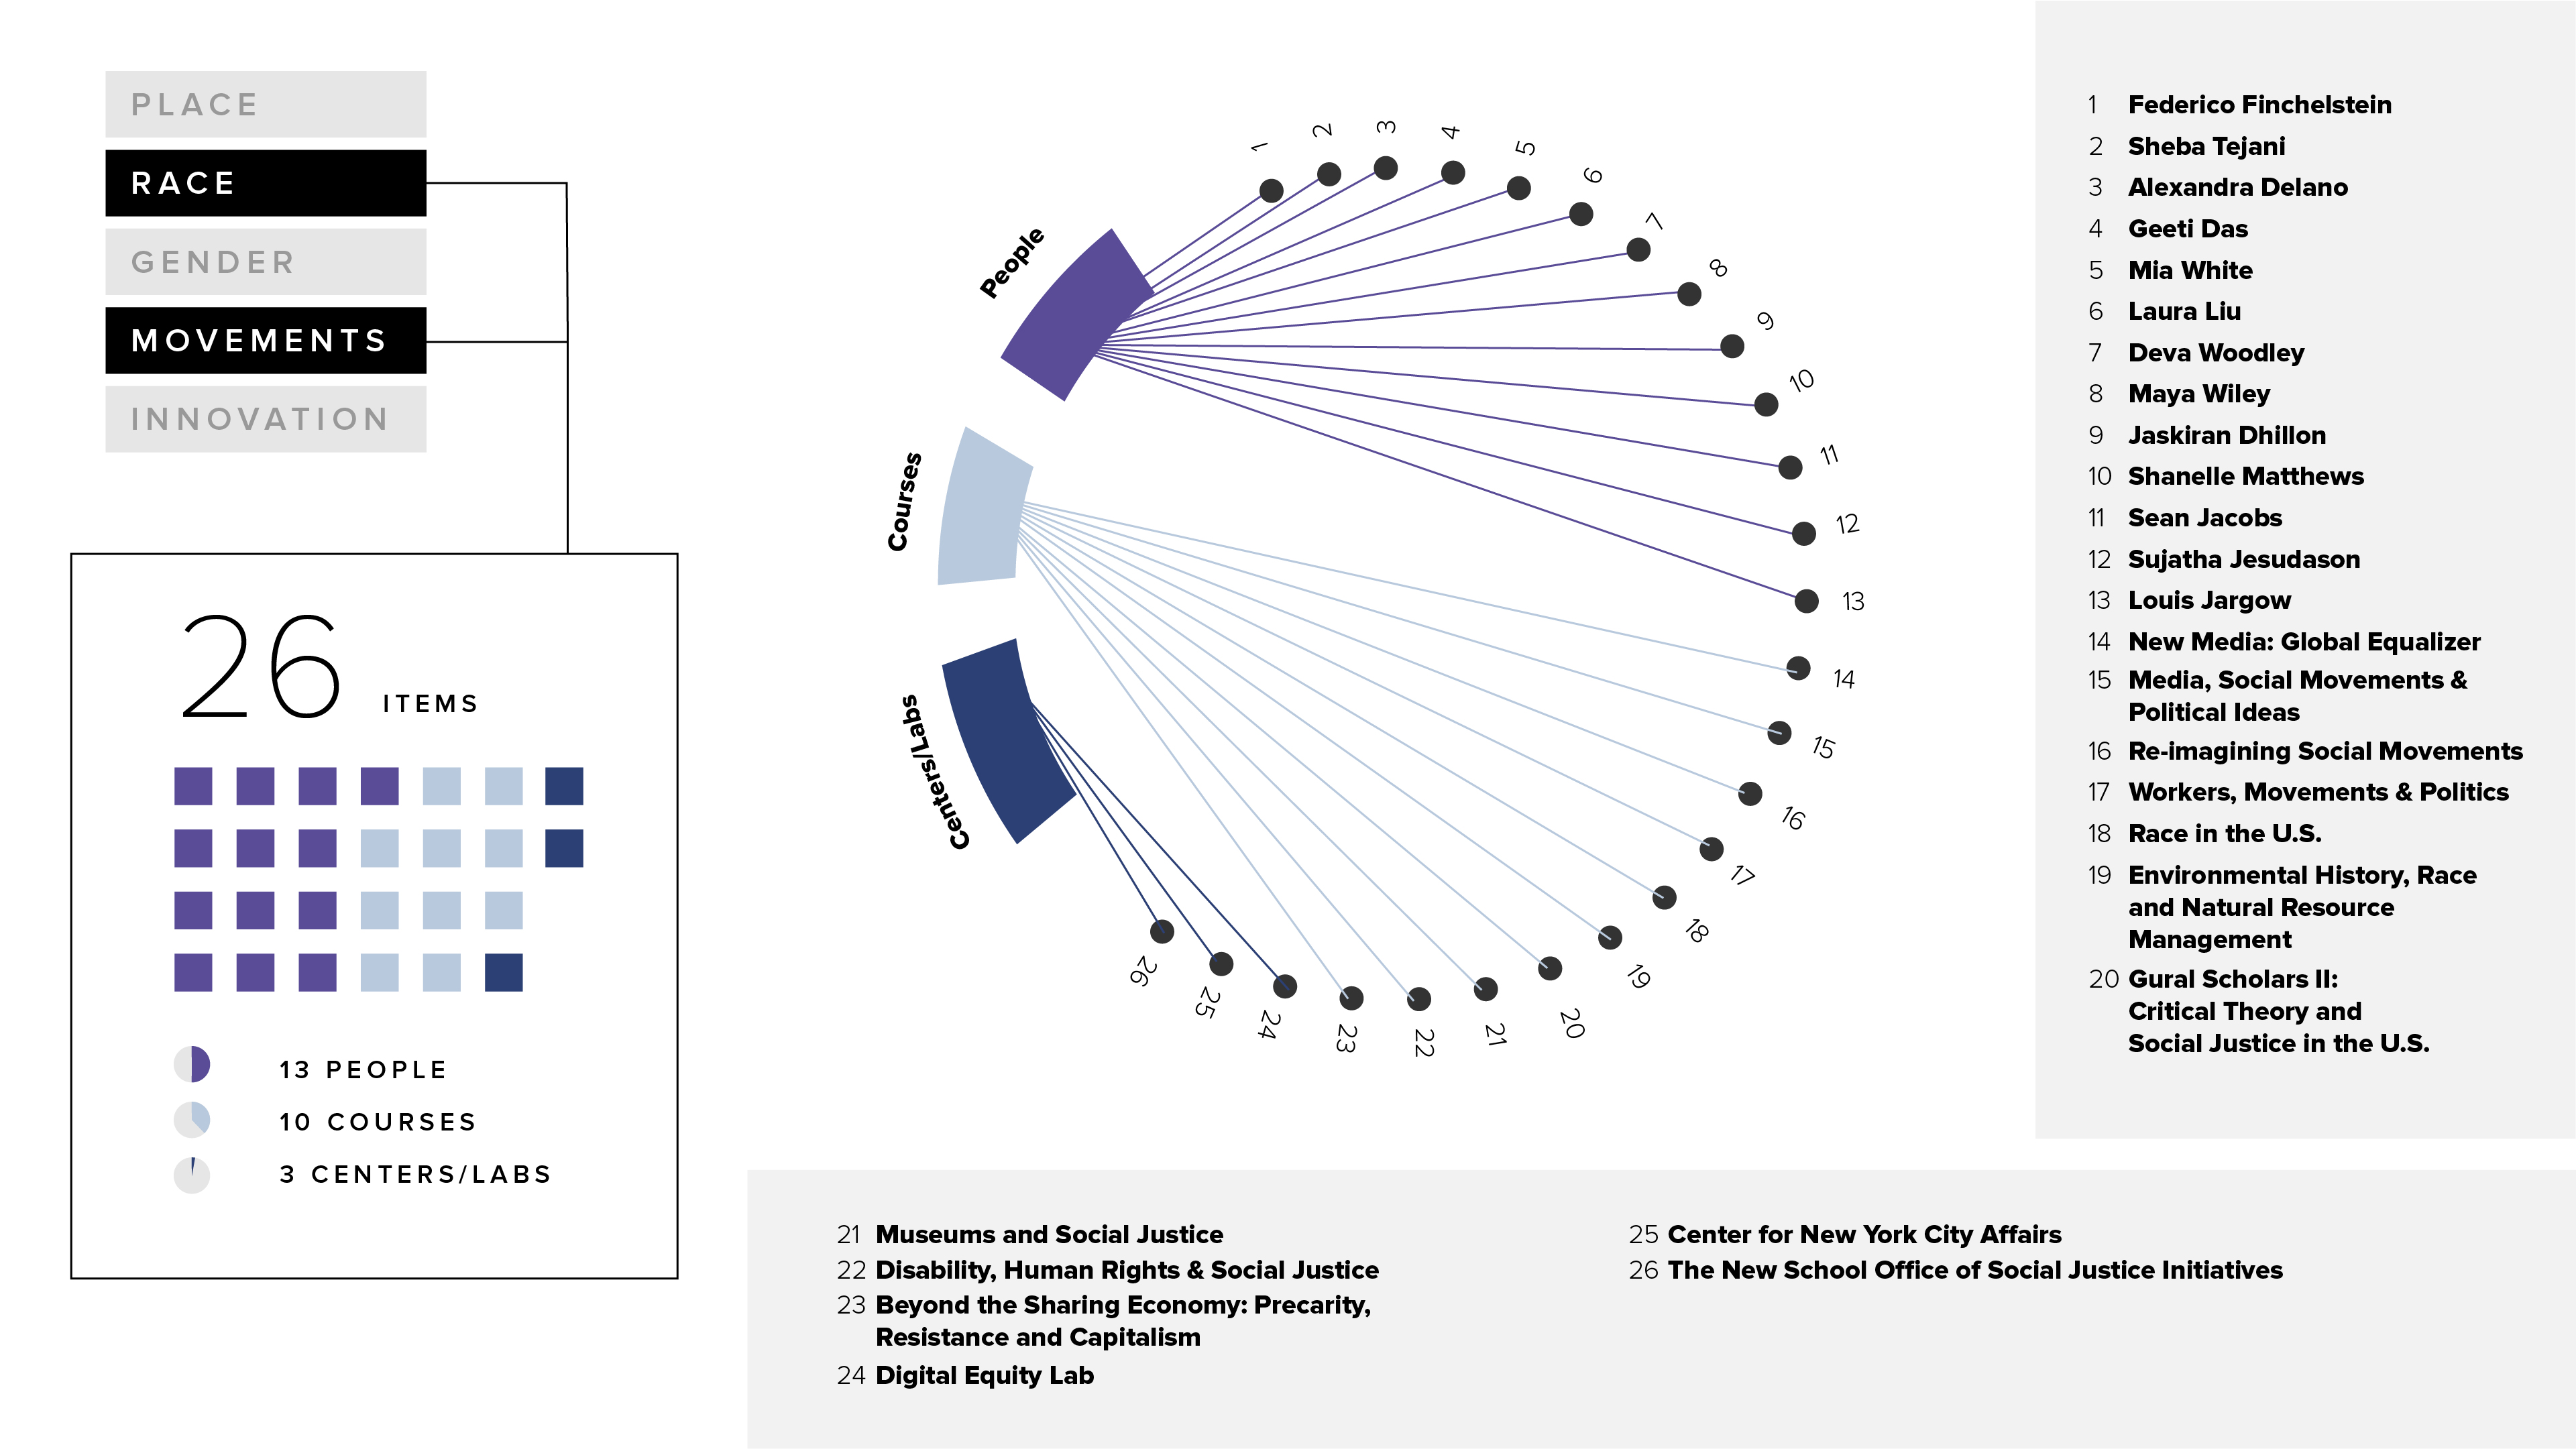 PLACE
RACE
GENDER
MOVEMENTS
INNOVATION
26 ITEMS
13 PEOPLE
10 COURSES
3 CENTERS/LABS
People
Courses
Centers/Labs
1
2
3
4
5
6
7
8
9
10
11
12
13
14
15
16
17
18
19
20
21
22
23
24
25
26
1 Federico Finchelstein
2 Sheba Tejani
3 Alexandra Delano
4 Geeti Das
5 Mia White
6 Laura Liu
7 Deva Woodley
8 Maya Wiley
9 Jaskiran Dhillon
10 Shanelle Matthews
11 Sean Jacobs
12 Sujatha Jesudason
13 Louis Jargow
14 New Media: Global Equalizer
15 Media, Social Movements &
Political Ideas
16 Re-imagining Social Movements
17 Workers, Movements & Politics
18 Race in the U.S.
19 Environmental History, Race
and Natural Resource
Management
20 Gural Scholars II:
Critical Theory and
Social Justice in the U.S.
21 Museums and Social Justice
22 Disability, Human Rights & Social Justice
23 Beyond the Sharing Economy: Precarity,
Resistance and Capitalism
24 Digital Equity Lab
25 Center for New York City Affairs
26 The New School Office of Social Justice Initiatives